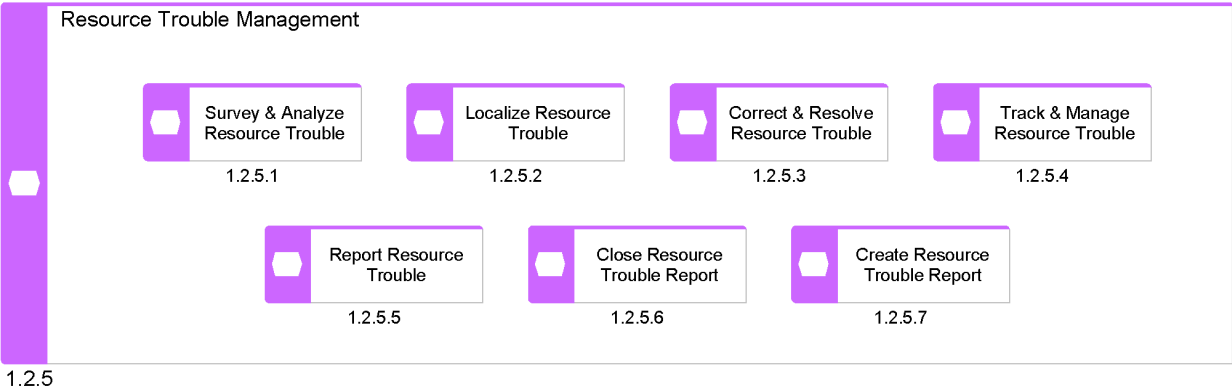 Resource Trouble Management
Survey & Analyze
Resource Trouble
1.2.5.1
Localize Resource
Trouble
1.2.5.2
Correct & Resolve
Resource Trouble
1.2.5.3
Track & Manage
Resource Trouble
1.2.5.4
Report Resource
Trouble
1.2.5.5
Close Resource
Trouble Report
1.2.5.6
Create Resource
Trouble Report
1.2.5.7
1.2.5